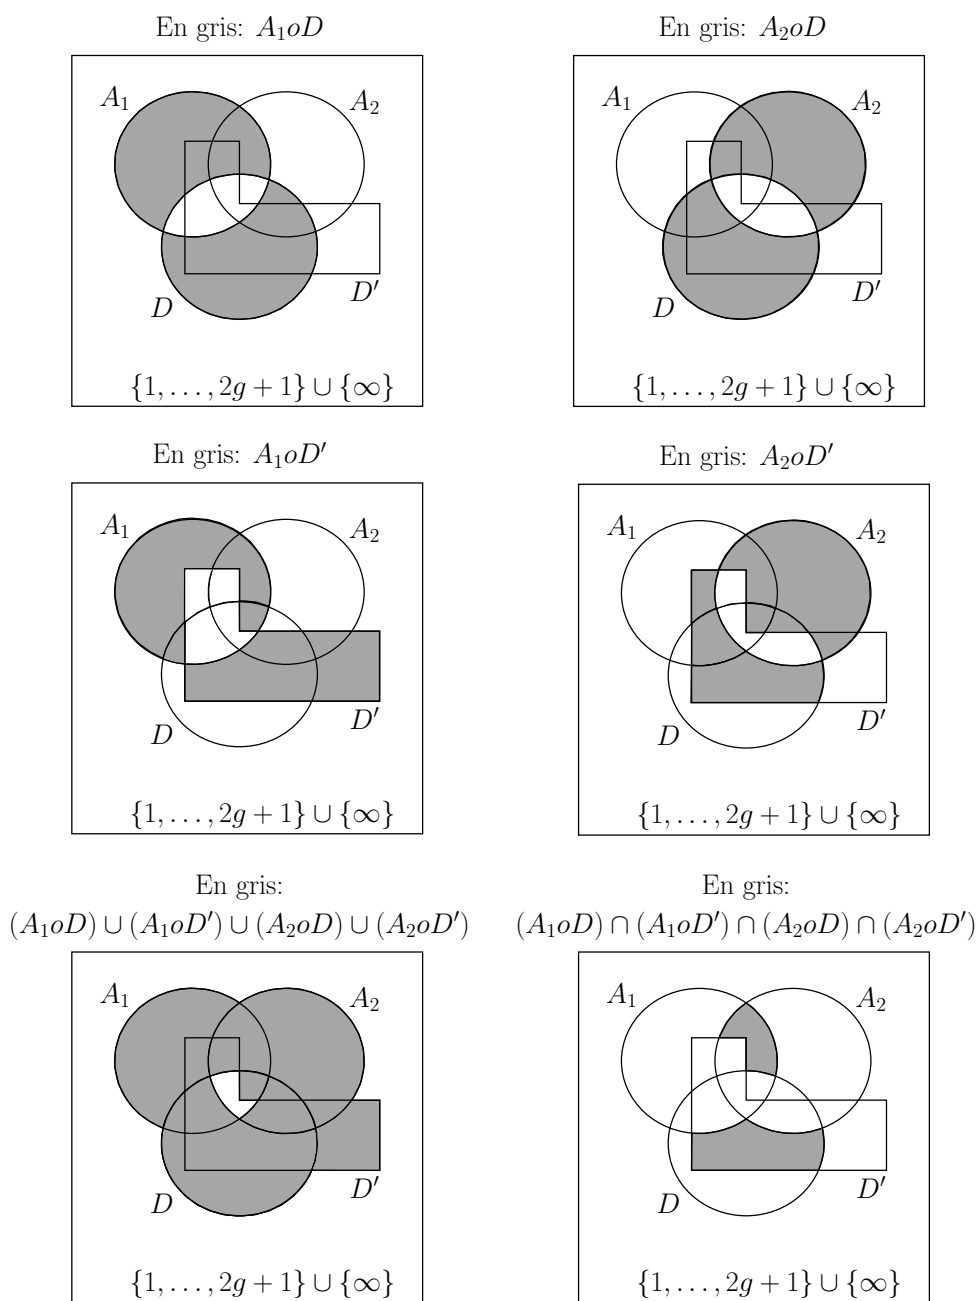 En gris: A₁oD
A₁
A₂
D
D′
{1, . . . , 2g + 1} ∪ {∞}
En gris: A₂oD
A₁
A₂
D
D′
{1, . . . , 2g + 1} ∪ {∞}
En gris: A₁oD′
A₁
A₂
D
D′
{1, . . . , 2g + 1} ∪ {∞}
En gris: A₂oD′
A₁
A₂
D
D′
{1, . . . , 2g + 1} ∪ {∞}
En gris:
(A₁oD) ∪ (A₁oD′) ∪ (A₂oD) ∪ (A₂oD′)
A₁
A₂
D
D′
{1, . . . , 2g + 1} ∪ {∞}
En gris:
(A₁oD) ∩ (A₁oD′) ∩ (A₂oD) ∩ (A₂oD′)
A₁
A₂
D
D′
{1, . . . , 2g + 1} ∪ {∞}